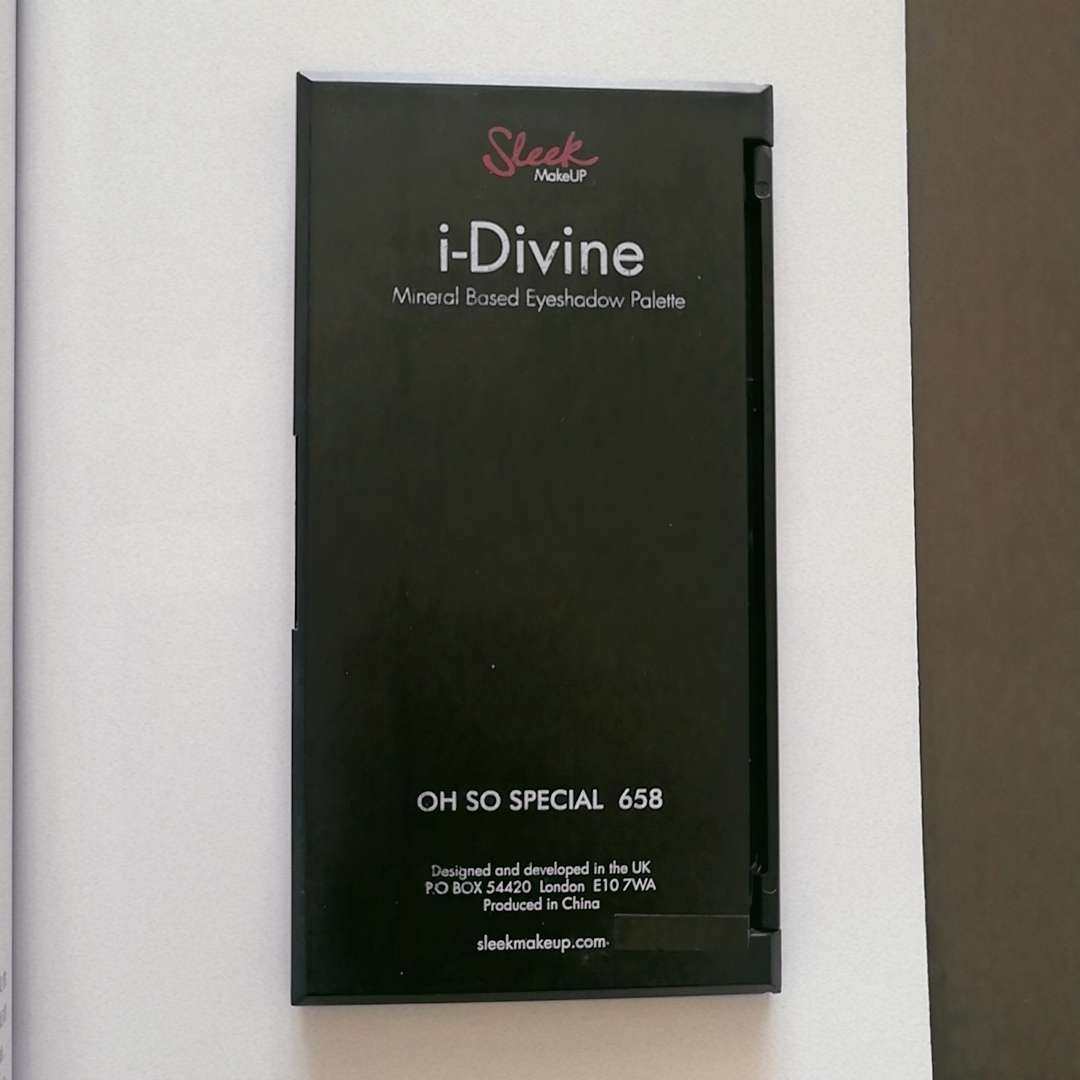 Sleek
MakeUP
i-Divine
Mineral Based Eyeshadow Palette
OH SO SPECIAL 658
Designed and developed in the UK
P.O BOX 54420 London E10 7WA
Produced in China
sleekmakeup.com